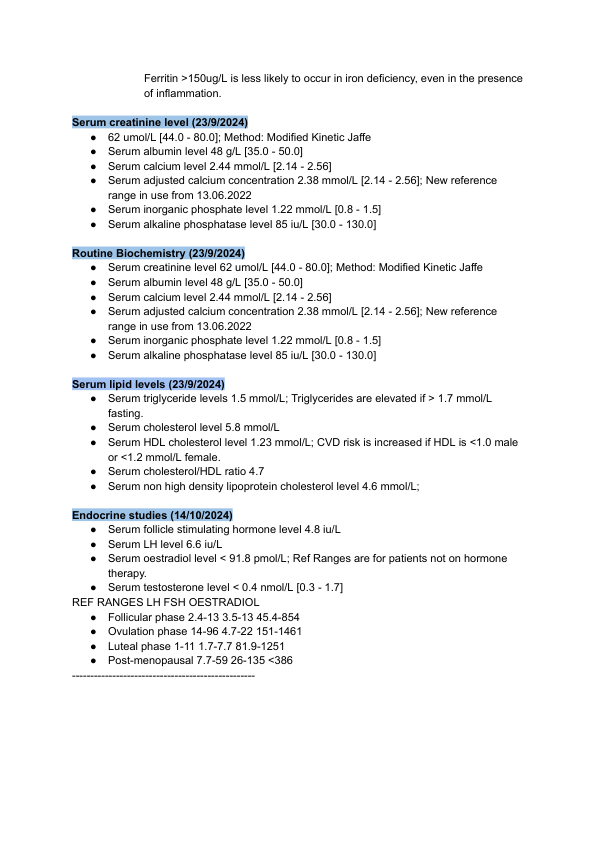 Ferritin >150ug/L is less likely to occur in iron deficiency, even in the presence
of inflammation.
Serum creatinine level (23/9/2024)
● 62 umol/L [44.0 - 80.0]; Method: Modified Kinetic Jaffe
● Serum albumin level 48 g/L [35.0 - 50.0]
● Serum calcium level 2.44 mmol/L [2.14 - 2.56]
● Serum adjusted calcium concentration 2.38 mmol/L [2.14 - 2.56]; New reference
range in use from 13.06.2022
● Serum inorganic phosphate level 1.22 mmol/L [0.8 - 1.5]
● Serum alkaline phosphatase level 85 iu/L [30.0 - 130.0]
Routine Biochemistry (23/9/2024)
● Serum creatinine level 62 umol/L [44.0 - 80.0]; Method: Modified Kinetic Jaffe
● Serum albumin level 48 g/L [35.0 - 50.0]
● Serum calcium level 2.44 mmol/L [2.14 - 2.56]
● Serum adjusted calcium concentration 2.38 mmol/L [2.14 - 2.56]; New reference
range in use from 13.06.2022
● Serum inorganic phosphate level 1.22 mmol/L [0.8 - 1.5]
● Serum alkaline phosphatase level 85 iu/L [30.0 - 130.0]
Serum lipid levels (23/9/2024)
● Serum triglyceride levels 1.5 mmol/L; Triglycerides are elevated if > 1.7 mmol/L
fasting.
● Serum cholesterol level 5.8 mmol/L
● Serum HDL cholesterol level 1.23 mmol/L; CVD risk is increased if HDL is <1.0 male
or <1.2 mmol/L female.
● Serum cholesterol/HDL ratio 4.7
● Serum non high density lipoprotein cholesterol level 4.6 mmol/L;
Endocrine studies (14/10/2024)
● Serum follicle stimulating hormone level 4.8 iu/L
● Serum LH level 6.6 iu/L
● Serum oestradiol level < 91.8 pmol/L; Ref Ranges are for patients not on hormone
therapy.
● Serum testosterone level < 0.4 nmol/L [0.3 - 1.7]
REF RANGES LH FSH OESTRADIOL
● Follicular phase 2.4-13 3.5-13 45.4-854
● Ovulation phase 14-96 4.7-22 151-1461
● Luteal phase 1-11 1.7-7.7 81.9-1251
● Post-menopausal 7.7-59 26-135 <386
--------------------------------------------------